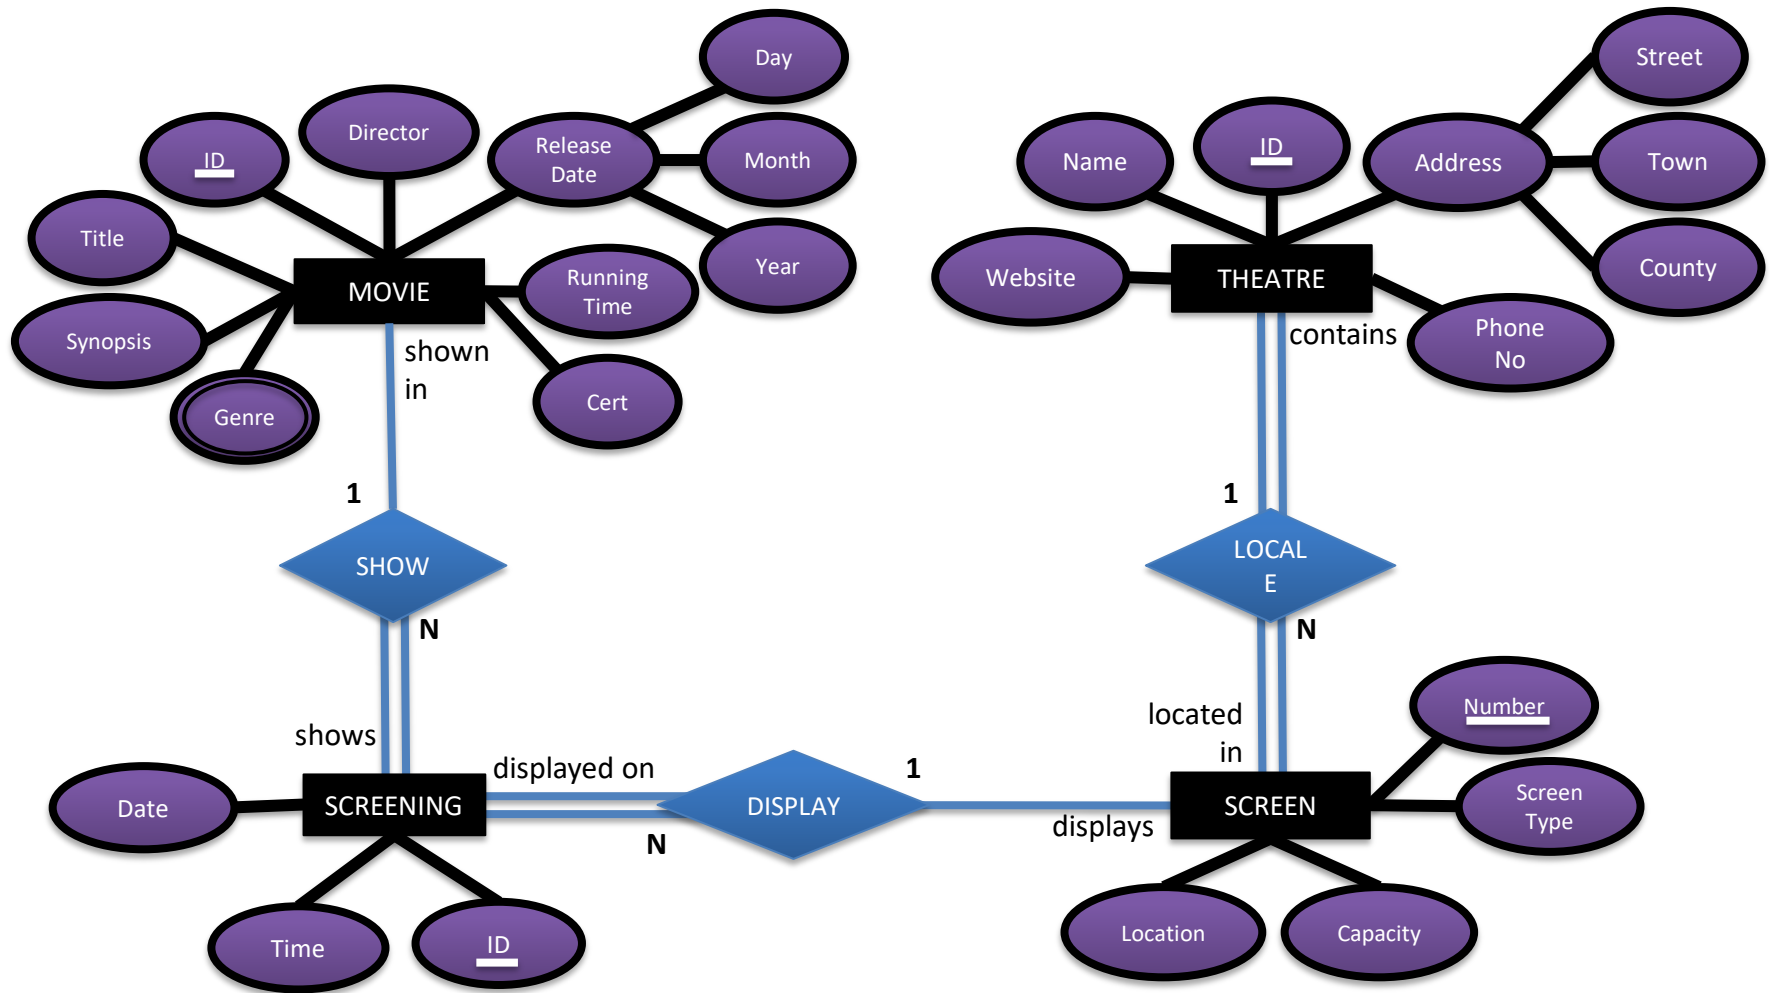 Day
Street
Director
Release
Date
ID
Month
Name
ID
Address
Town
Title
Year
Website
County
MOVIE
Running
Time
THEATRE
Synopsis
shown
in
contains
Phone
No
Genre
Cert
1
1
SHOW
LOCAL
E
N
N
shows
located
in
Number
displayed on
1
Date
SCREENING
DISPLAY
SCREEN
Screen
Type
N
displays
Time
ID
Location
Capacity